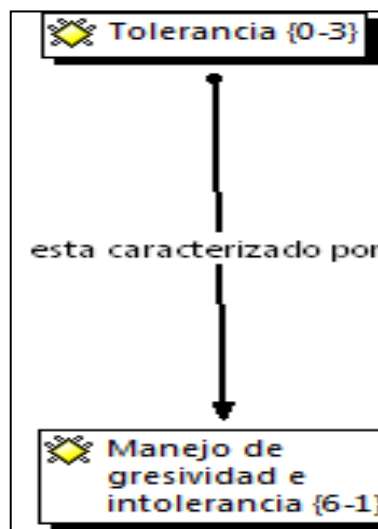 Tolerancia {0-3}
esta caracterizado por
Manejo de
gresividad e
intolerancia {6-1}